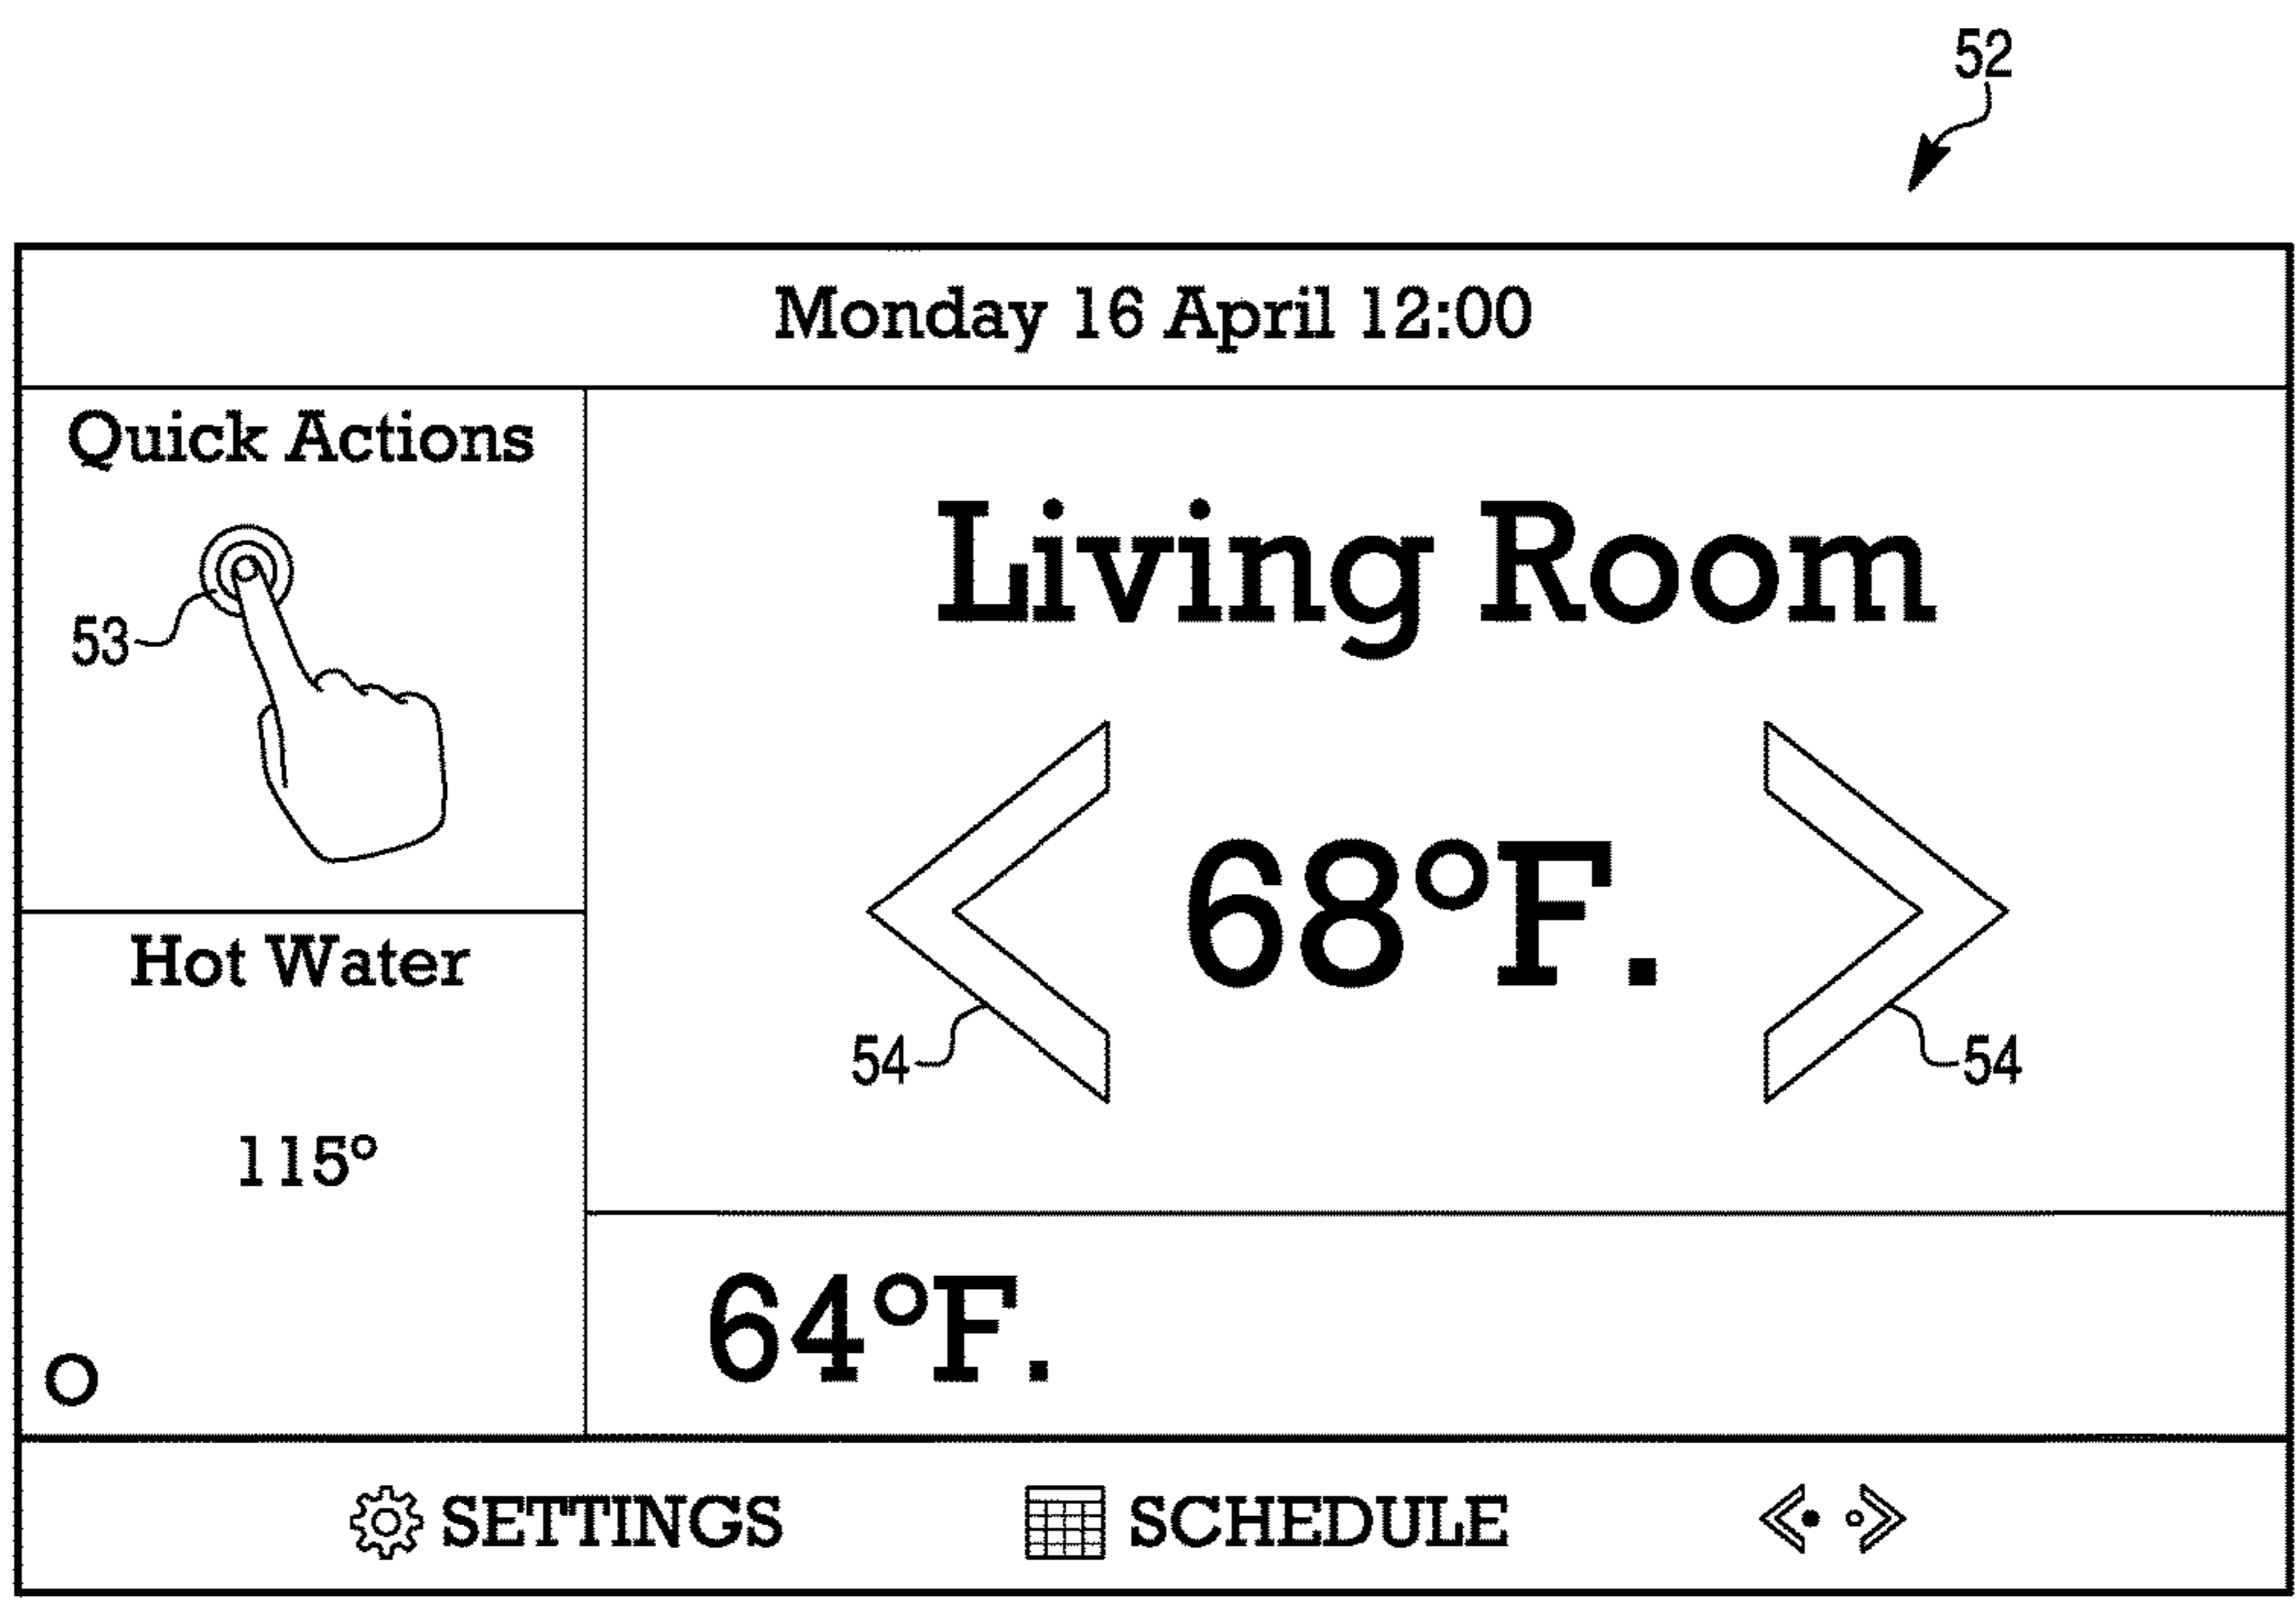 52
Monday 16 April 12:00
Quick Actions
53
Living Room
68°F.
54
54
Hot Water
115°
64°F.
SETTINGS
SCHEDULE